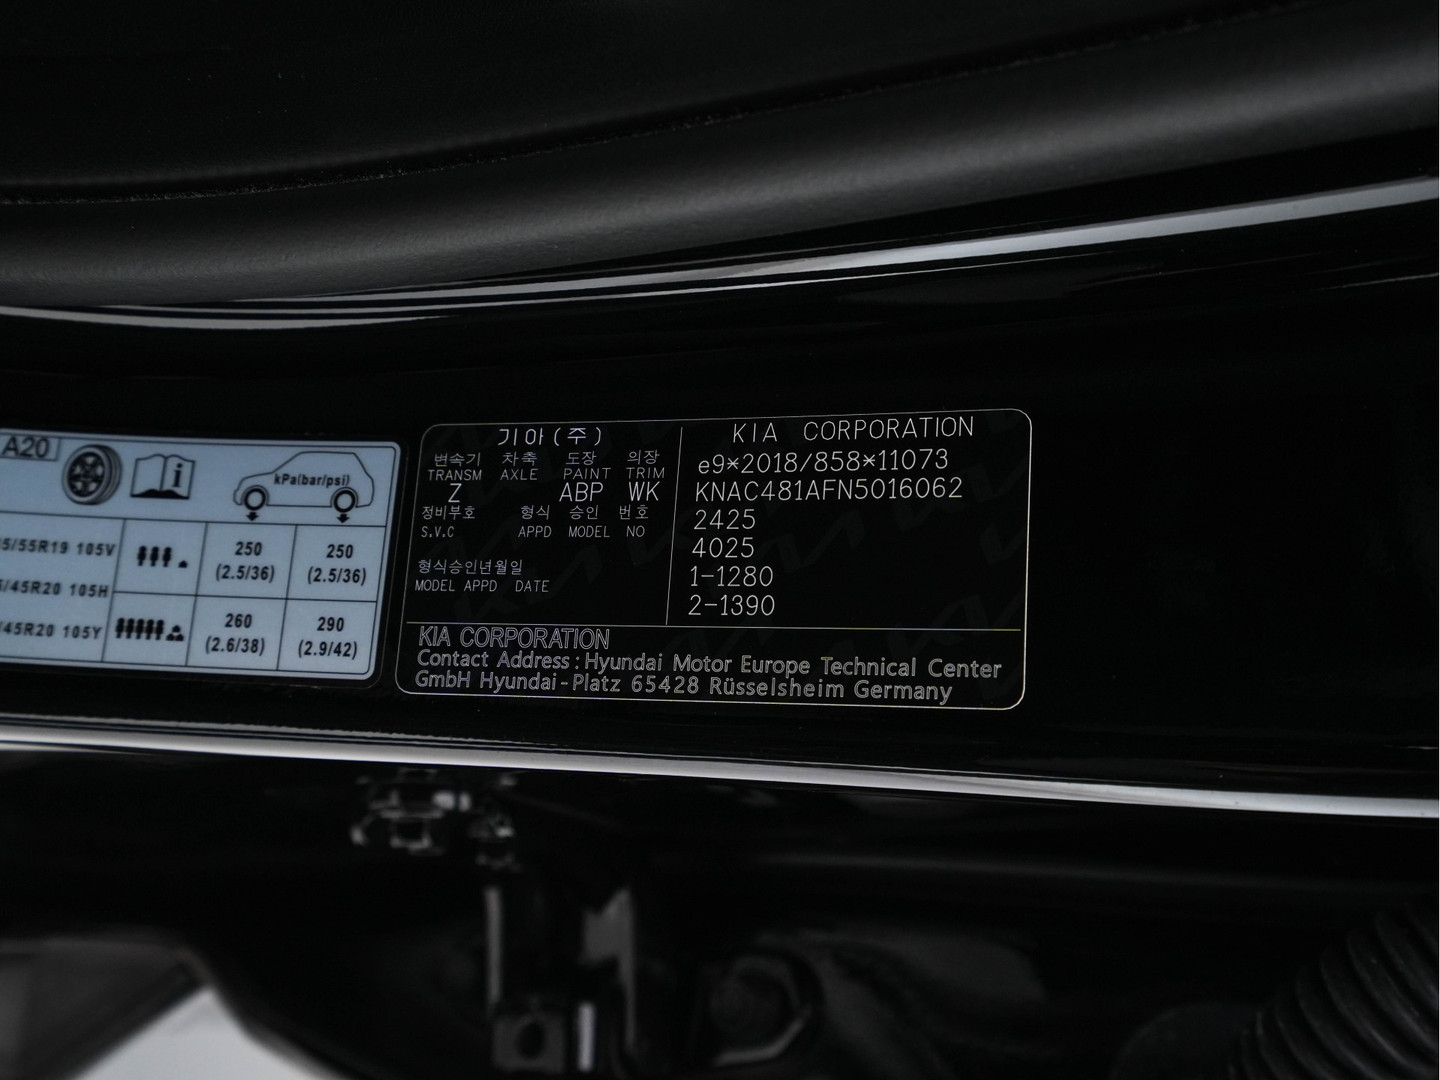 A20
kPa(bar/psi)
5/55R19 105V
250
(2.5/36)
250
(2.5/36)
/45R20 105H
45R20 105Y
260
(2.6/38)
290
(2.9/42)
기아(주)
변속기 차축 도장 의장
TRANSM AXLE PAINT TRIM
Z ABP WK
정비부호 형식 승인 번호
S.V.C APPD MODEL NO
형식승인년월일
MODEL APPD DATE
KIA CORPORATION
e9*2018/858*11073
KNAC481AFN5016062
2425
4025
1-1280
2-1390
KIA CORPORATION
Contact Address : Hyundai Motor Europe Technical Center
GmbH Hyundai-Platz 65428 Rüsselsheim Germany